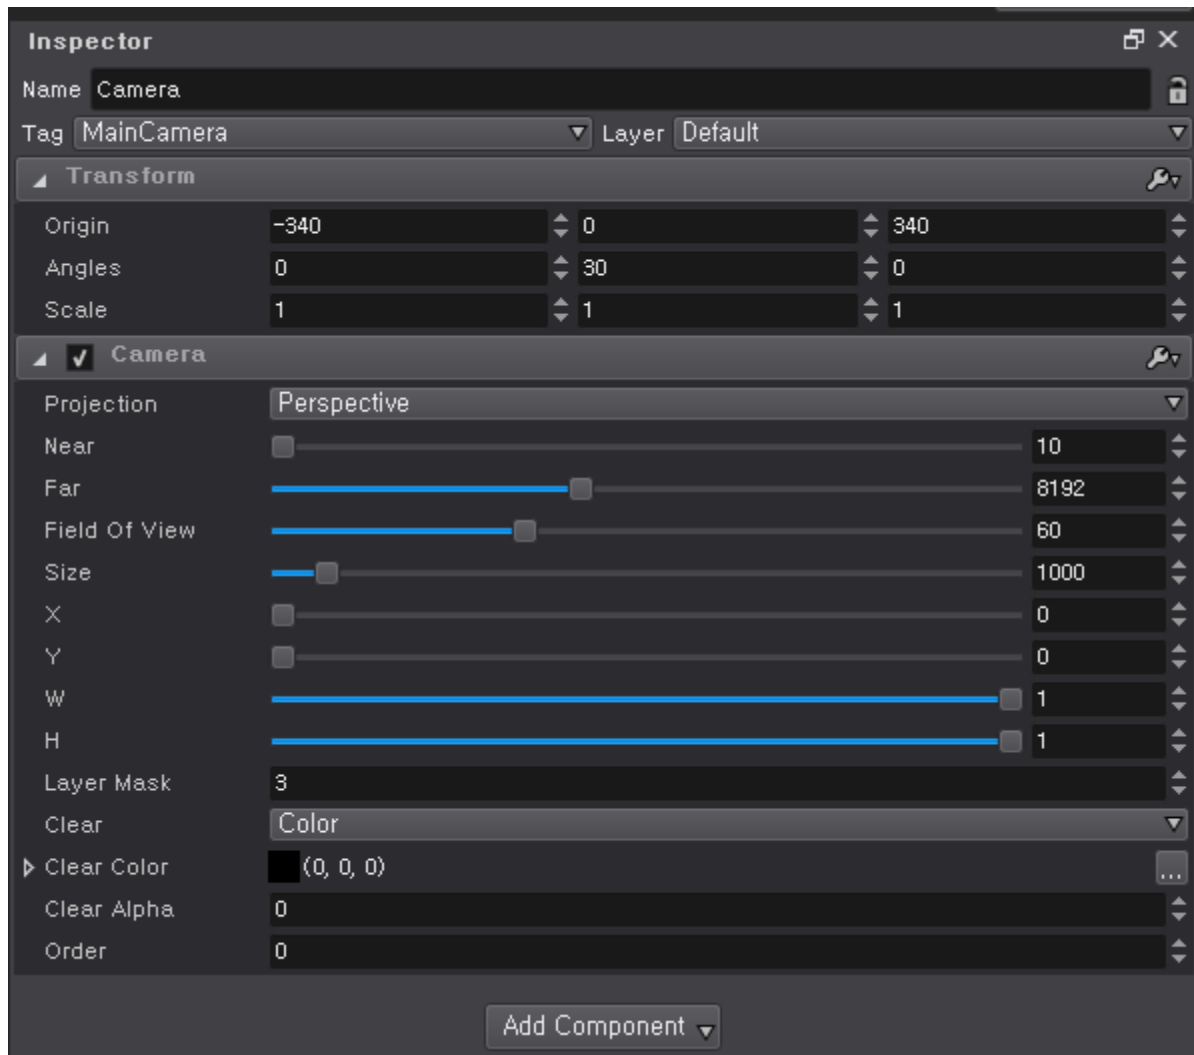 Inspector
Name Camera
Tag MainCamera Layer Default
Transform
Origin -340 0 340
Angles 0 30 0
Scale 1 1 1
Camera
Projection Perspective
Near 10
Far 8192
Field Of View 60
Size 1000
X 0
Y 0
W 1
H 1
Layer Mask 3
Clear Color
Clear Color (0, 0, 0) ...
Clear Alpha 0
Order 0
Add Component